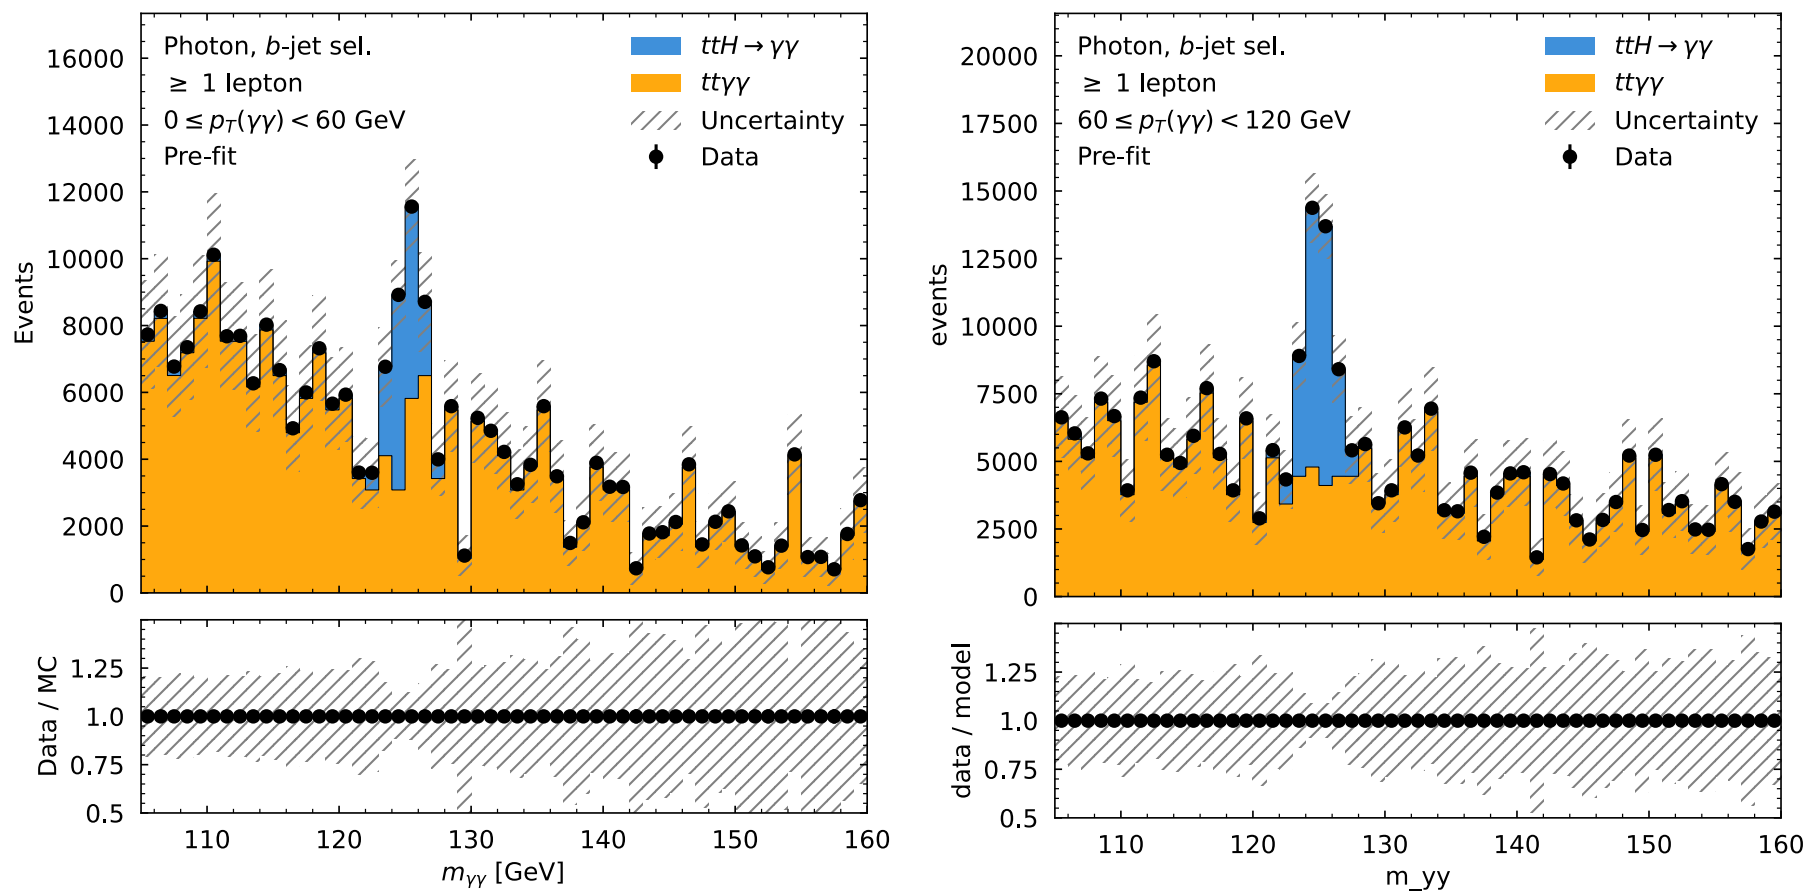 Photon, b-jet sel.
≥ 1 lepton
0 ≤ p_T(γγ) < 60 GeV
Pre-fit
ttH → γγ
ttγγ
Uncertainty
Data
16000
14000
12000
10000
8000
6000
4000
2000
0
Events
1.25
1.0
0.75
0.5
Data / MC
110 120 130 140 150 160
m_γγ [GeV]
Photon, b-jet sel.
≥ 1 lepton
60 ≤ p_T(γγ) < 120 GeV
Pre-fit
ttH → γγ
ttγγ
Uncertainty
Data
20000
17500
15000
12500
10000
7500
5000
2500
0
events
1.25
1.0
0.75
0.5
data / model
110 120 130 140 150 160
m_yy